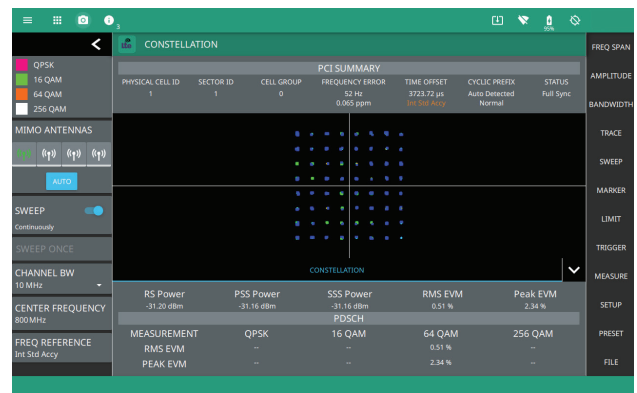 3
95%
CONSTELLATION
QPSK
16 QAM
64 QAM
256 QAM
MIMO ANTENNAS
AUTO
SWEEP
Continuously
SWEEP ONCE
CHANNEL BW
10 MHz
CENTER FREQUENCY
800 MHz
FREQ REFERENCE
Int Std Accy
PCI SUMMARY
PHYSICAL CELL ID SECTOR ID CELL GROUP FREQUENCY ERROR TIME OFFSET CYCLIC PREFIX STATUS
1 1 0 52 Hz 3723.72 µs Auto Detected Full Sync
0.065 ppm Int Std Accy Normal
CONSTELLATION
RS Power PSS Power SSS Power RMS EVM Peak EVM
-31.20 dBm -31.16 dBm -31.16 dBm 0.51 % 2.34 %
PDSCH
MEASUREMENT QPSK 16 QAM 64 QAM 256 QAM
RMS EVM -- -- 0.51 % --
PEAK EVM -- -- 2.34 % --
FREQ SPAN
AMPLITUDE
BANDWIDTH
TRACE
SWEEP
MARKER
LIMIT
TRIGGER
MEASURE
SETUP
PRESET
FILE